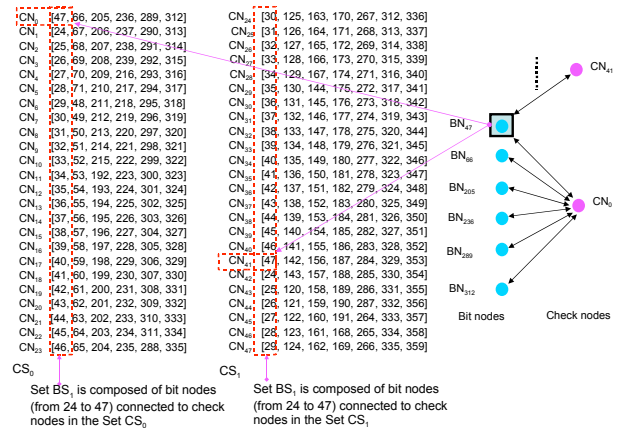 CN₀ [47, 66, 205, 236, 289, 312]
CN₁ [24, 67, 206, 237, 290, 313]
CN₂ [25, 68, 207, 238, 291, 314]
CN₃ [26, 69, 208, 239, 292, 315]
CN₄ [27, 70, 209, 216, 293, 316]
CN₅ [28, 71, 210, 217, 294, 317]
CN₆ [29, 48, 211, 218, 295, 318]
CN₇ [30, 49, 212, 219, 296, 319]
CN₈ [31, 50, 213, 220, 297, 320]
CN₉ [32, 51, 214, 221, 298, 321]
CN₁₀ [33, 52, 215, 222, 299, 322]
CN₁₁ [34, 53, 192, 223, 300, 323]
CN₁₂ [35, 54, 193, 224, 301, 324]
CN₁₃ [36, 55, 194, 225, 302, 325]
CN₁₄ [37, 56, 195, 226, 303, 326]
CN₁₅ [38, 57, 196, 227, 304, 327]
CN₁₆ [39, 58, 197, 228, 305, 328]
CN₁₇ [40, 59, 198, 229, 306, 329]
CN₁₈ [41, 60, 199, 230, 307, 330]
CN₁₉ [42, 61, 200, 231, 308, 331]
CN₂₀ [43, 62, 201, 232, 309, 332]
CN₂₁ [44, 63, 202, 233, 310, 333]
CN₂₂ [45, 64, 203, 234, 311, 334]
CN₂₃ [46, 65, 204, 235, 288, 335]
CS₀
Set BS₁ is composed of bit nodes
(from 24 to 47) connected to check
nodes in the Set CS₀
CN₂₄ [30, 125, 163, 170, 267, 312, 336]
CN₂₅ [31, 126, 164, 171, 268, 313, 337]
CN₂₆ [32, 127, 165, 172, 269, 314, 338]
CN₂₇ [33, 128, 166, 173, 270, 315, 339]
CN₂₈ [34, 129, 167, 174, 271, 316, 340]
CN₂₉ [35, 130, 144, 175, 272, 317, 341]
CN₃₀ [36, 131, 145, 176, 273, 318, 342]
CN₃₁ [37, 132, 146, 177, 274, 319, 343]
CN₃₂ [38, 133, 147, 178, 275, 320, 344]
CN₃₃ [39, 134, 148, 179, 276, 321, 345]
CN₃₄ [40, 135, 149, 180, 277, 322, 346]
CN₃₅ [41, 136, 150, 181, 278, 323, 347]
CN₃₆ [42, 137, 151, 182, 279, 324, 348]
CN₃₇ [43, 138, 152, 183, 280, 325, 349]
CN₃₈ [44, 139, 153, 184, 281, 326, 350]
CN₃₉ [45, 140, 154, 185, 282, 327, 351]
CN₄₀ [46, 141, 155, 186, 283, 328, 352]
CN₄₁ [47, 142, 156, 187, 284, 329, 353]
CN₄₂ [24, 143, 157, 188, 285, 330, 354]
CN₄₃ [25, 120, 158, 189, 286, 331, 355]
CN₄₄ [26, 121, 159, 190, 287, 332, 356]
CN₄₅ [27, 122, 160, 191, 264, 333, 357]
CN₄₆ [28, 123, 161, 168, 265, 334, 358]
CN₄₇ [29, 124, 162, 169, 266, 335, 359]
CS₁
Set BS₁ is composed of bit nodes
(from 24 to 47) connected to check
nodes in the Set CS₁
CN₄₁
BN₄₇
BN₆₆
BN₂₀₅
CN₀
BN₂₃₆
BN₂₈₉
BN₃₁₂
Bit nodes
Check nodes